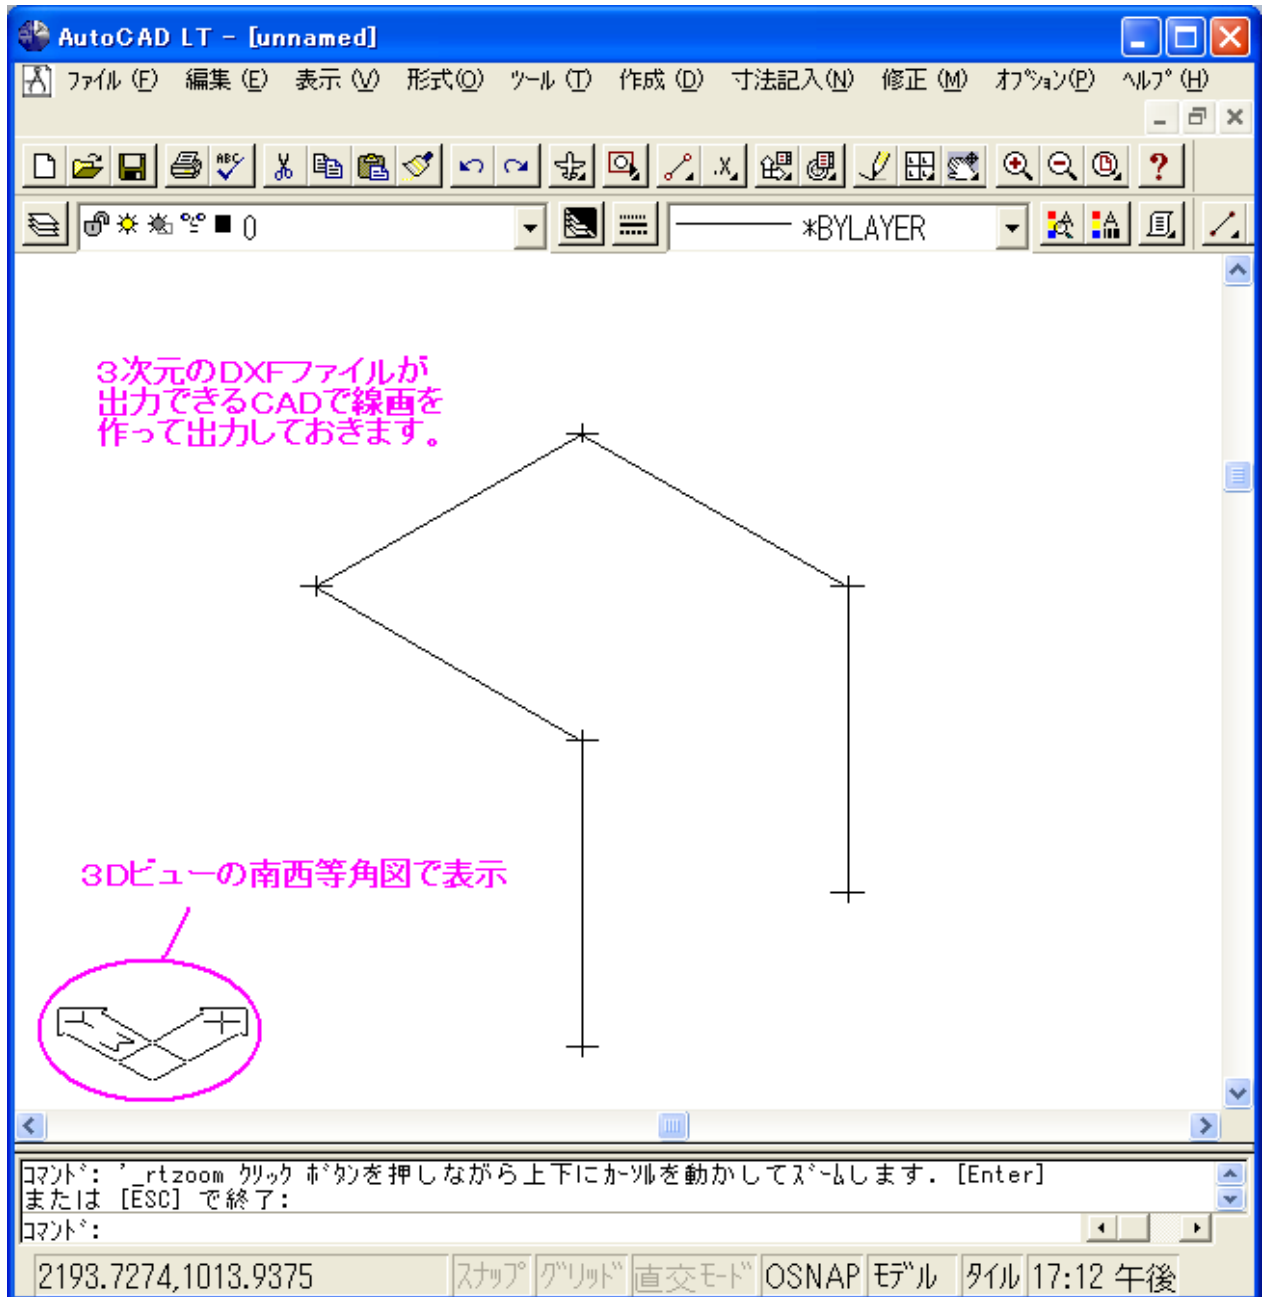 AutoCAD LT - [unnamed]
ﾌｧｲﾙ (F) 編集 (E) 表示 (V) 形式(O) ﾂｰﾙ (T) 作成 (D) 寸法記入(N) 修正 (M) ｵﾌﾟｼｮﾝ(P) ﾍﾙﾌﾟ (H)
ABC
0 *BYLAYER
3次元のDXFファイルが
出力できるCADで線画を
作って出力しておきます。
3Dビューの南西等角図で表示
ｺﾏﾝﾄﾞ: '_rtzoom ｸﾘｯｸ ﾎﾞﾀﾝを押しながら上下にｶｰｿﾙを動かしてｽﾞｰﾑします. [Enter]
または [ESC] で終了:
ｺﾏﾝﾄﾞ:
2193.7274,1013.9375 ｽﾅｯﾌﾟ ｸﾞﾘｯﾄﾞ 直交ﾓｰﾄﾞ OSNAP ﾓﾃﾞﾙ ﾀｲﾙ 17:12 午後